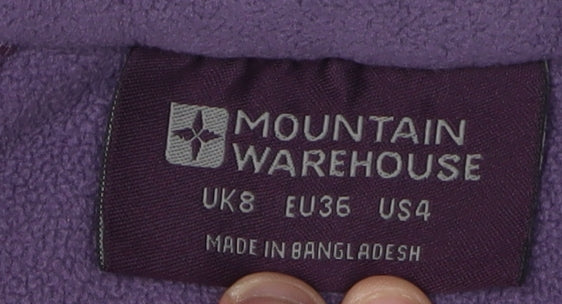 MOUNTAIN
WAREHOUSE
UK8 EU36 US4
MADE IN BANGLADESH